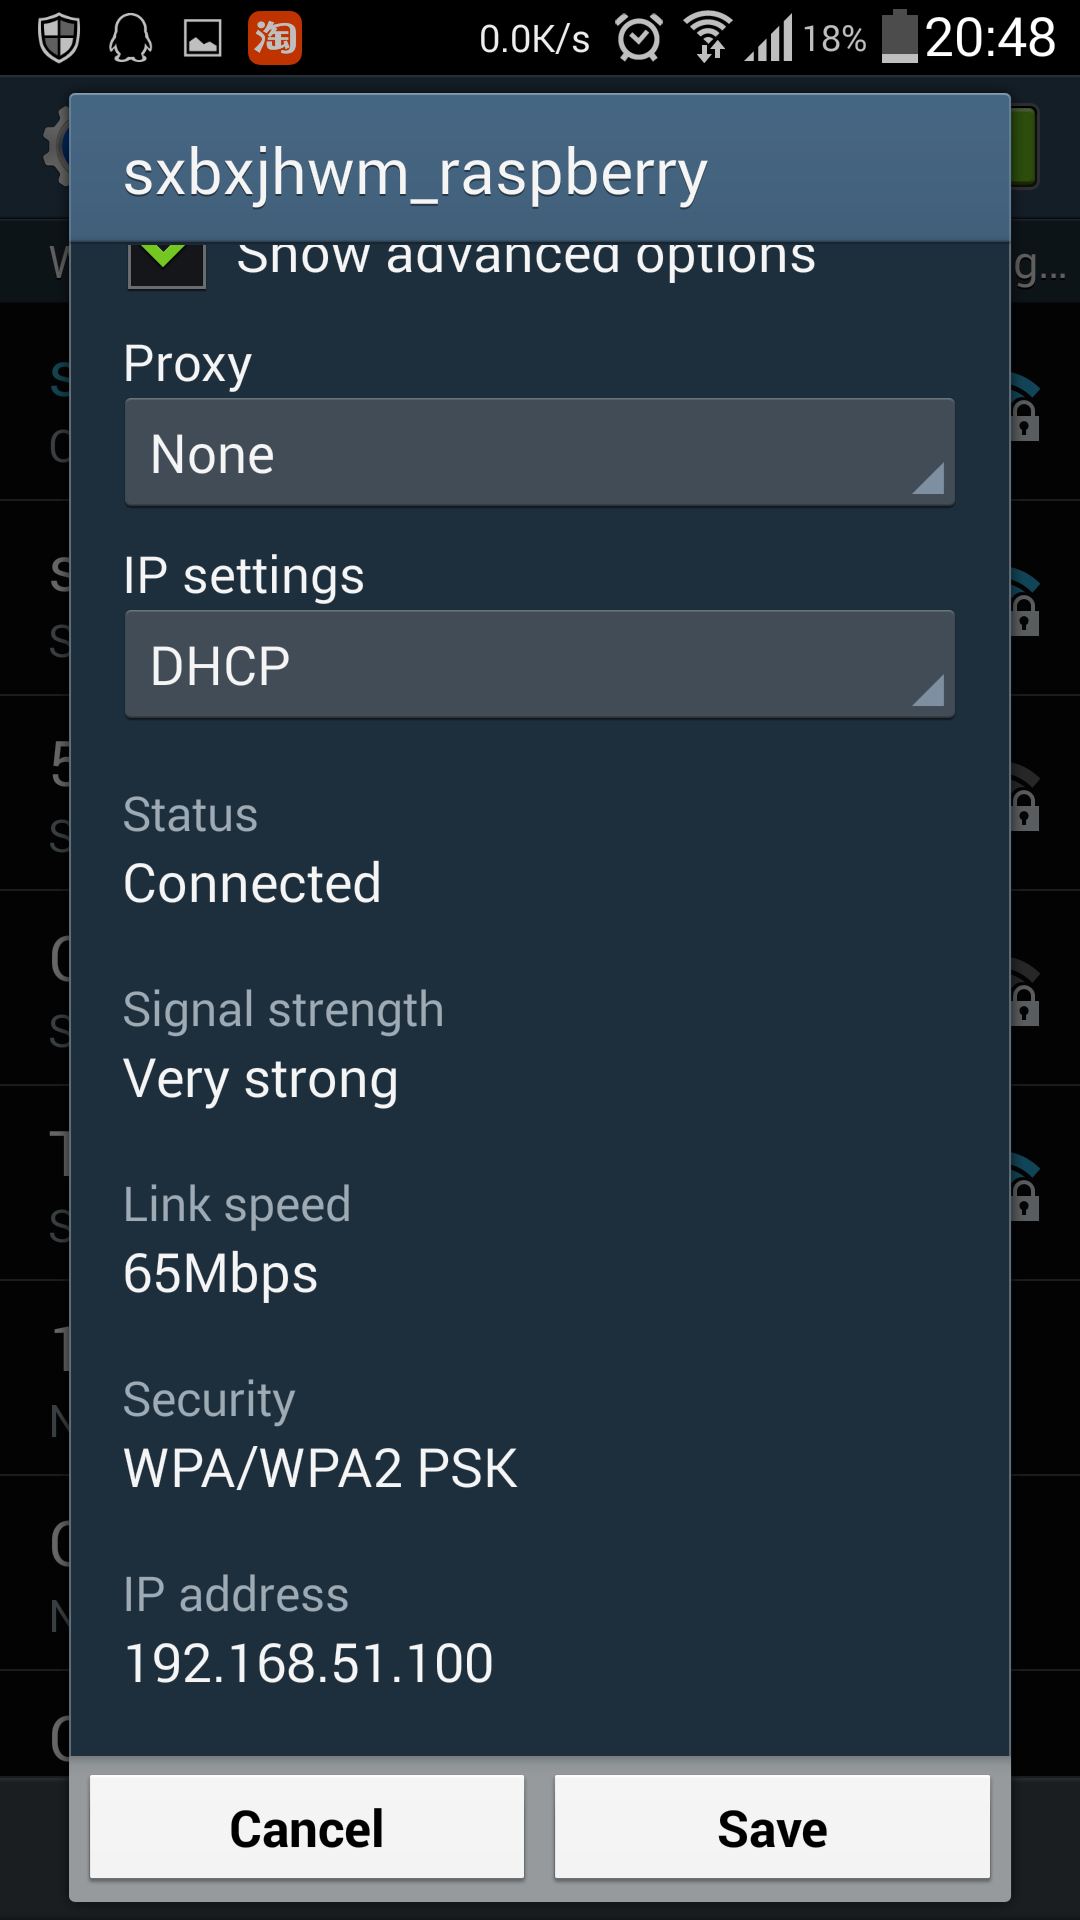 淘
0.0K/s
18%
20:48
sxbxjhwm_raspberry
g...
Show advanced options
Proxy
None
IP settings
DHCP
Status
Connected
Signal strength
Very strong
Link speed
65Mbps
Security
WPA/WPA2 PSK
IP address
192.168.51.100
Cancel
Save